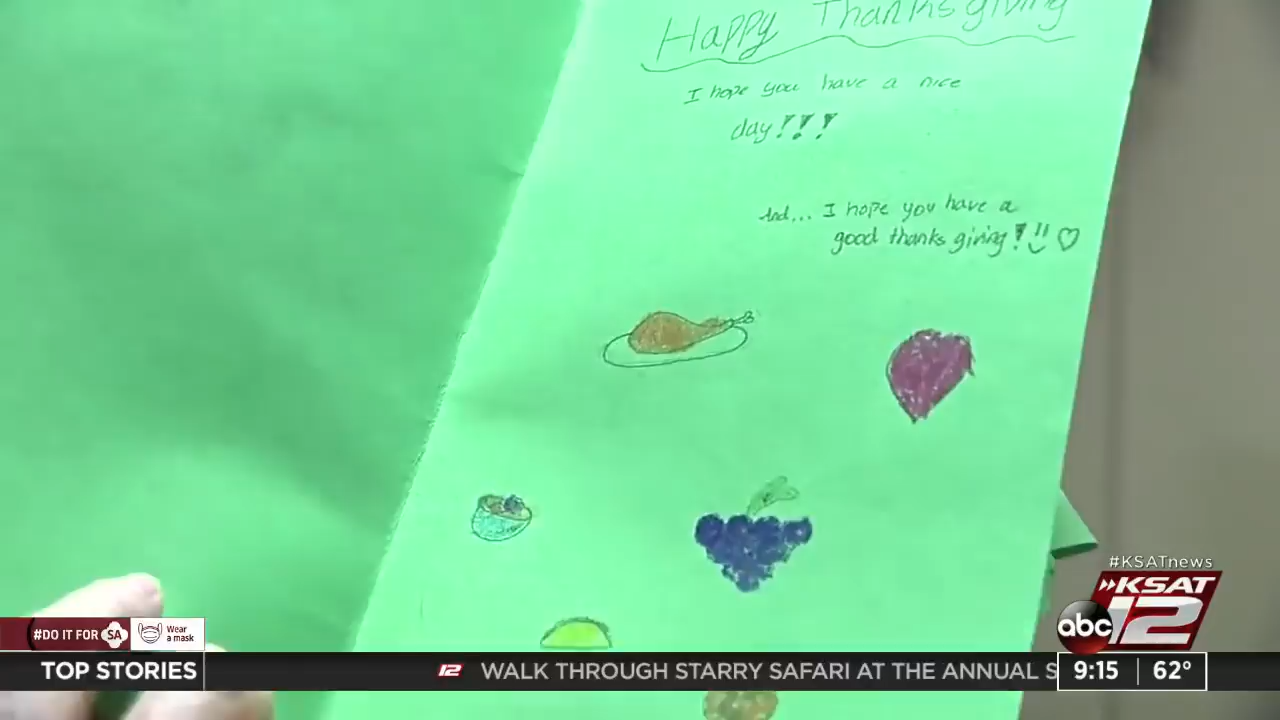 Happy Thanksgiving
I hope you have a nice
day!!!
And... I hope you have a
good thanks giving!
#KSATnews
KSAT
abc 12
#DO IT FOR SA
Wear
a mask
TOP STORIES
12 WALK THROUGH STARRY SAFARI AT THE ANNUAL S
9:15 62°